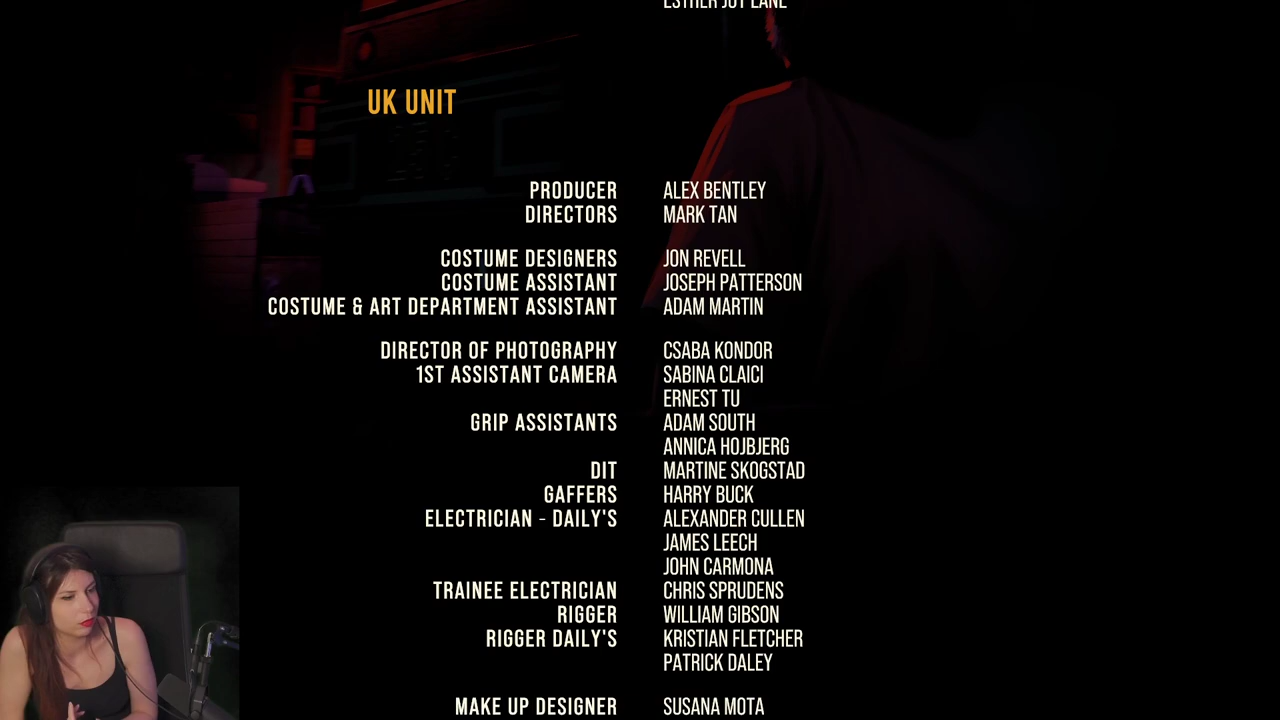 ESTHER JOY LANE
UK UNIT
PRODUCER ALEX BENTLEY
DIRECTORS MARK TAN
COSTUME DESIGNERS JON REVELL
COSTUME ASSISTANT JOSEPH PATTERSON
COSTUME & ART DEPARTMENT ASSISTANT ADAM MARTIN
DIRECTOR OF PHOTOGRAPHY CSABA KONDOR
1ST ASSISTANT CAMERA SABINA CLAICI
ERNEST TU
GRIP ASSISTANTS ADAM SOUTH
ANNICA HOJBJERG
DIT MARTINE SKOGSTAD
GAFFERS HARRY BUCK
ELECTRICIAN - DAILY'S ALEXANDER CULLEN
JAMES LEECH
JOHN CARMONA
TRAINEE ELECTRICIAN CHRIS SPRUDENS
RIGGER WILLIAM GIBSON
RIGGER DAILY'S KRISTIAN FLETCHER
PATRICK DALEY
MAKE UP DESIGNER SUSANA MOTA